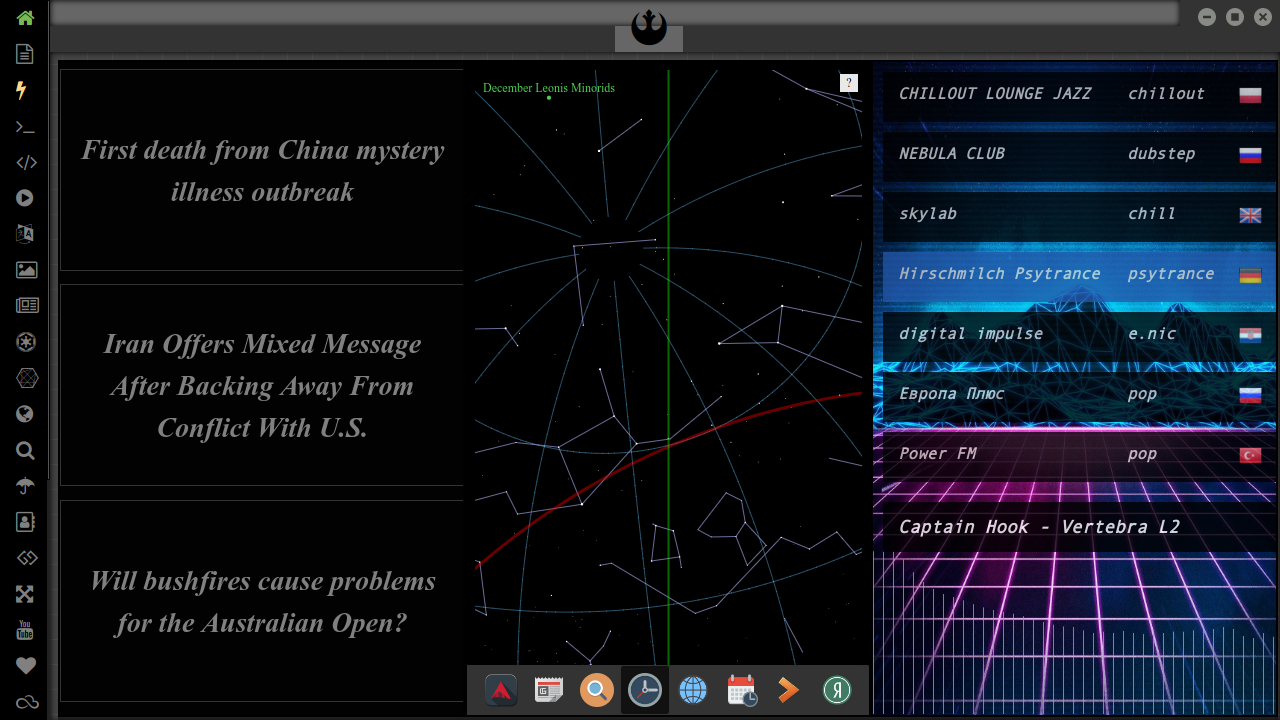 First death from China mystery
illness outbreak
Iran Offers Mixed Message
After Backing Away From
Conflict With U.S.
Will bushfires cause problems
for the Australian Open?
December Leonis Minorids
?
CHILLOUT LOUNGE JAZZ chillout
NEBULA CLUB dubstep
skylab chill
Hirschmilch Psytrance psytrance
digital impulse e.nic
Европа Плюс pop
Power FM pop
Captain Hook - Vertebra L2
You
Tube
Я